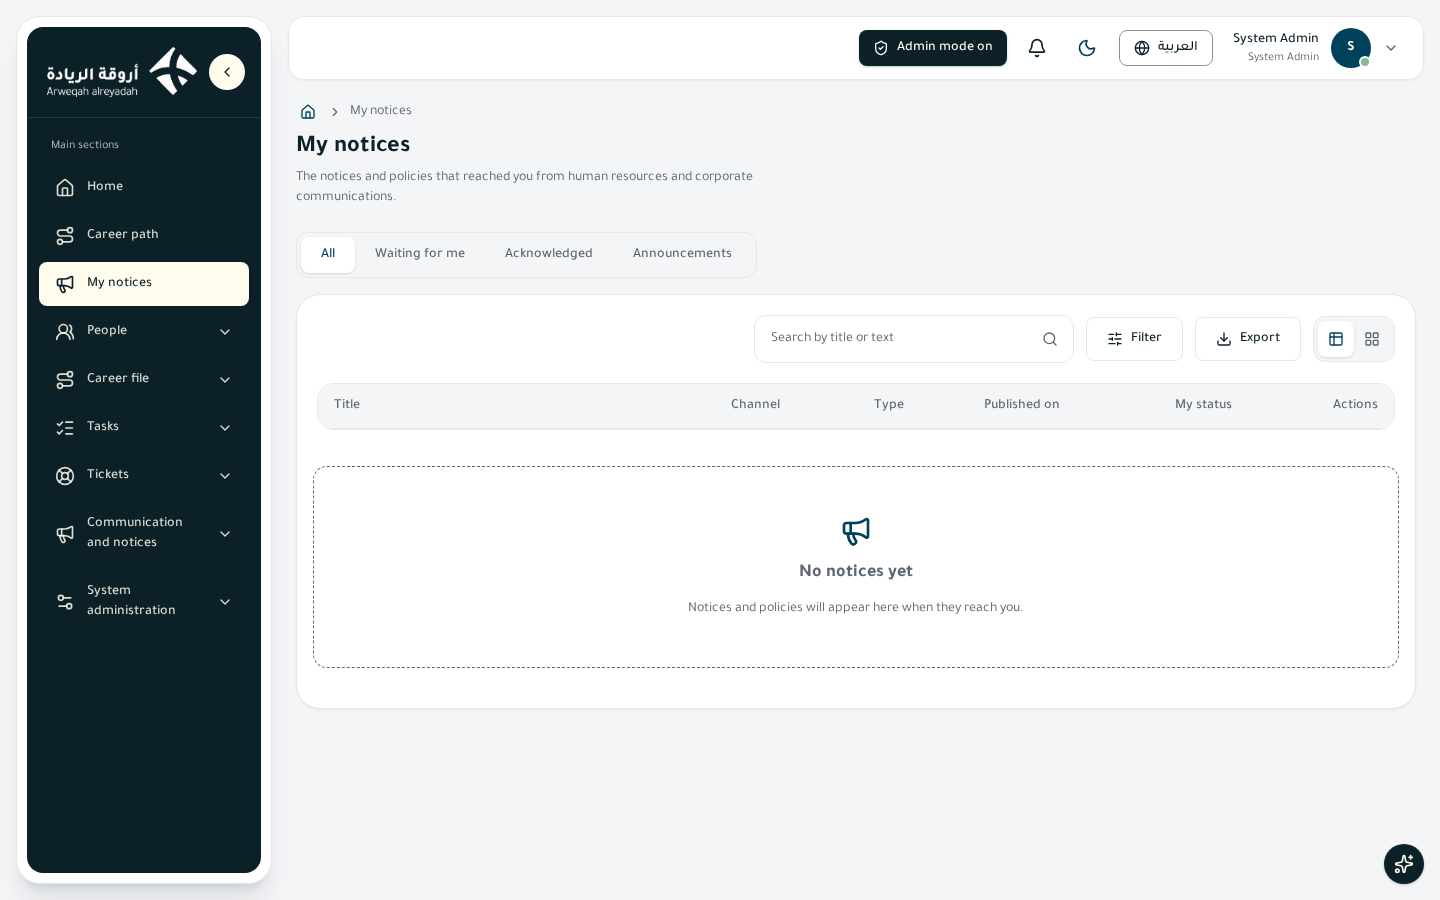 أروقة الريادة
Arweqah alreyadah
Main sections
Home
Career path
My notices
People
Career file
Tasks
Tickets
Communication
and notices
System
administration
Admin mode on
العربية
System Admin
System Admin
S
My notices
My notices
The notices and policies that reached you from human resources and corporate
communications.
All Waiting for me Acknowledged Announcements
Search by title or text Filter Export
Title Channel Type Published on My status Actions
No notices yet
Notices and policies will appear here when they reach you.